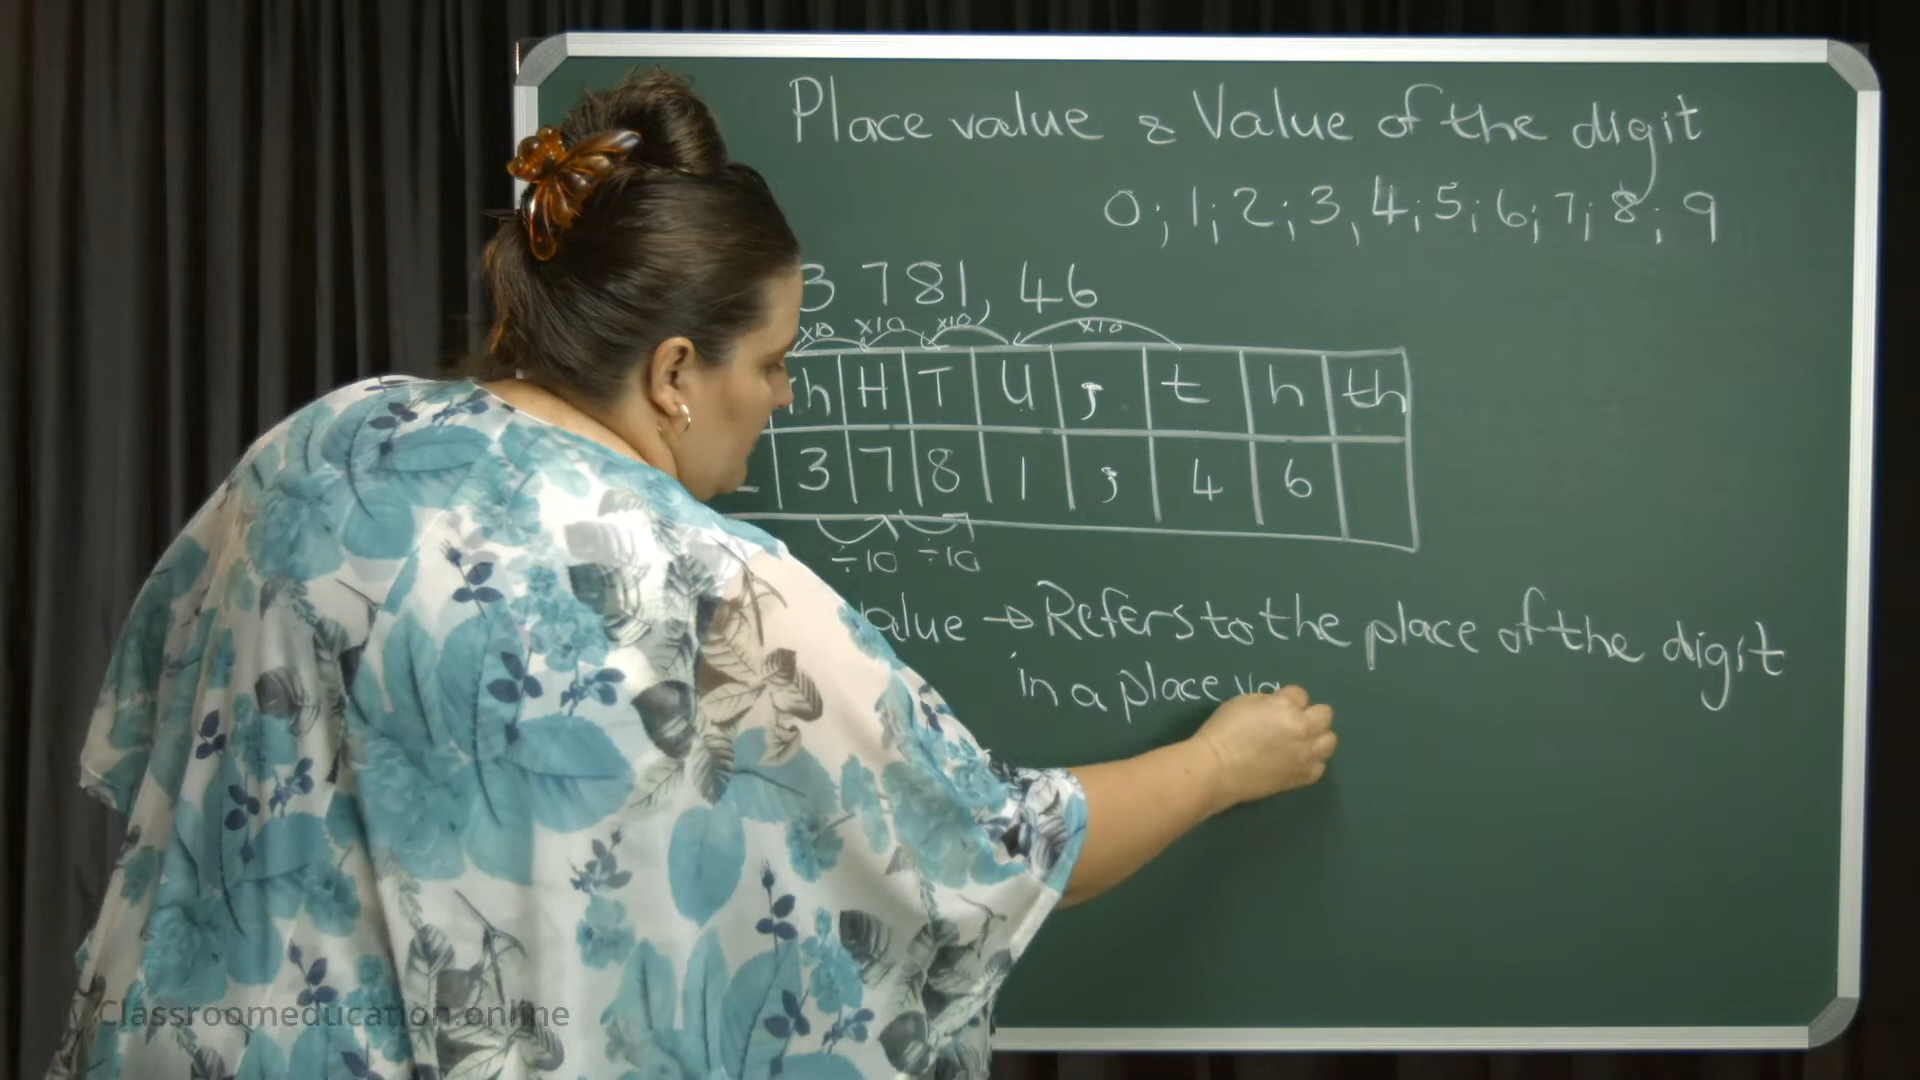 Place value & Value of the digit
0; 1; 2; 3, 4; 5; 6; 7; 8; 9
3 781, 46
x10 x10 x10 x10
h H T U , t h th
3 7 8 1 , 4 6
÷10 ÷10
value → Refers to the place of the digit
in a place va
Classroomeducation.online